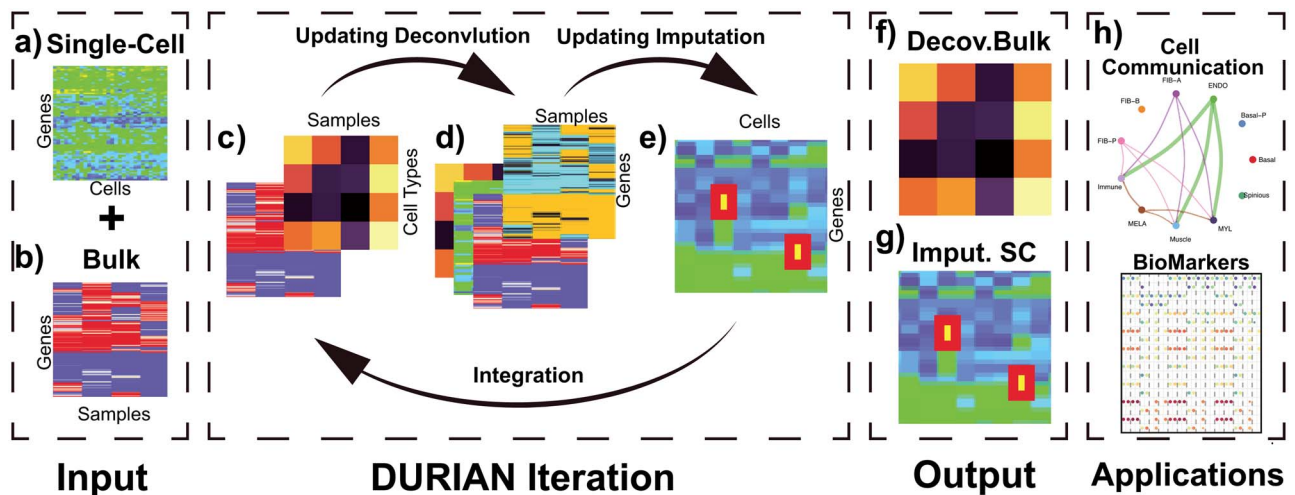 a) Single-Cell
Genes
Cells
+
b) Bulk
Genes
Samples
Input
Updating Deconvlution
Updating Imputation
c)
Samples
Cell Types
d)
Genes
e)
Cells
Genes
Integration
DURIAN Iteration
f) Decov.Bulk
g) Imput. SC
Output
h) Cell
Communication
FIB-A
ENDO
FIB-B
Basal-P
FIB-P
Basal
Immune
Spinious
MELA
MYL
Muscle
BioMarkers
Applications